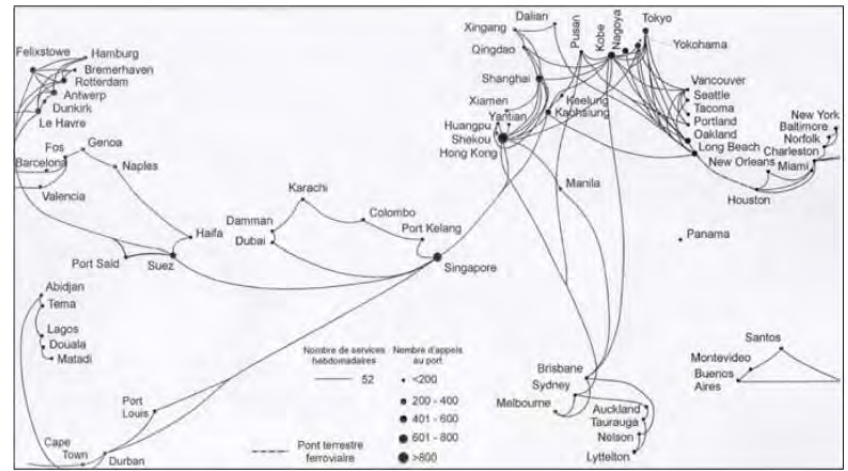 Felixstowe
Hamburg
Bremerhaven
Rotterdam
Antwerp
Dunkirk
Le Havre
Fos
Genoa
Barcelona
Naples
Valencia
Haifa
Port Said
Suez
Abidjan
Tema
Lagos
Douala
Matadi
Cape
Town
Durban
Port
Louis
Karachi
Damman
Dubai
Colombo
Port Kelang
Singapore
Dalian
Xingang
Qingdao
Shanghai
Xiamen
Yantian
Huangpu
Shekou
Hong Kong
Keelung
Kaohsiung
Pusan
Kobe
Nagoya
Tokyo
Yokohama
Manila
Vancouver
Seattle
Tacoma
Portland
Oakland
Long Beach
New Orleans
Houston
New York
Baltimore
Norfolk
Charleston
Miami
Panama
Santos
Montevideo
Buenos
Aires
Brisbane
Sydney
Melbourne
Auckland
Taurauga
Nelson
Lyttelton
Nombre de services
hebdomadaires
52
Pont terrestre
ferroviaire
Nombre d'appels
au port
<200
200 - 400
401 - 600
601 - 800
>800